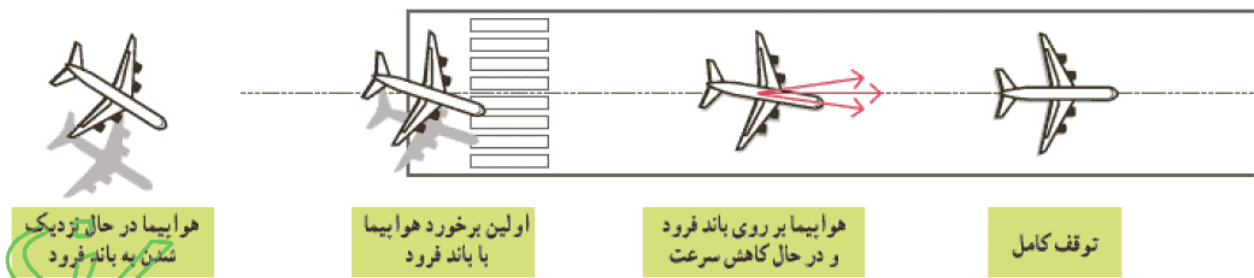 هواپیما در حال نزدیک
شدن به باند فرود
اولین برخورد هواپیما
با باند فرود
هواپیما بر روی باند فرود
و در حال کاهش سرعت
توقف کامل